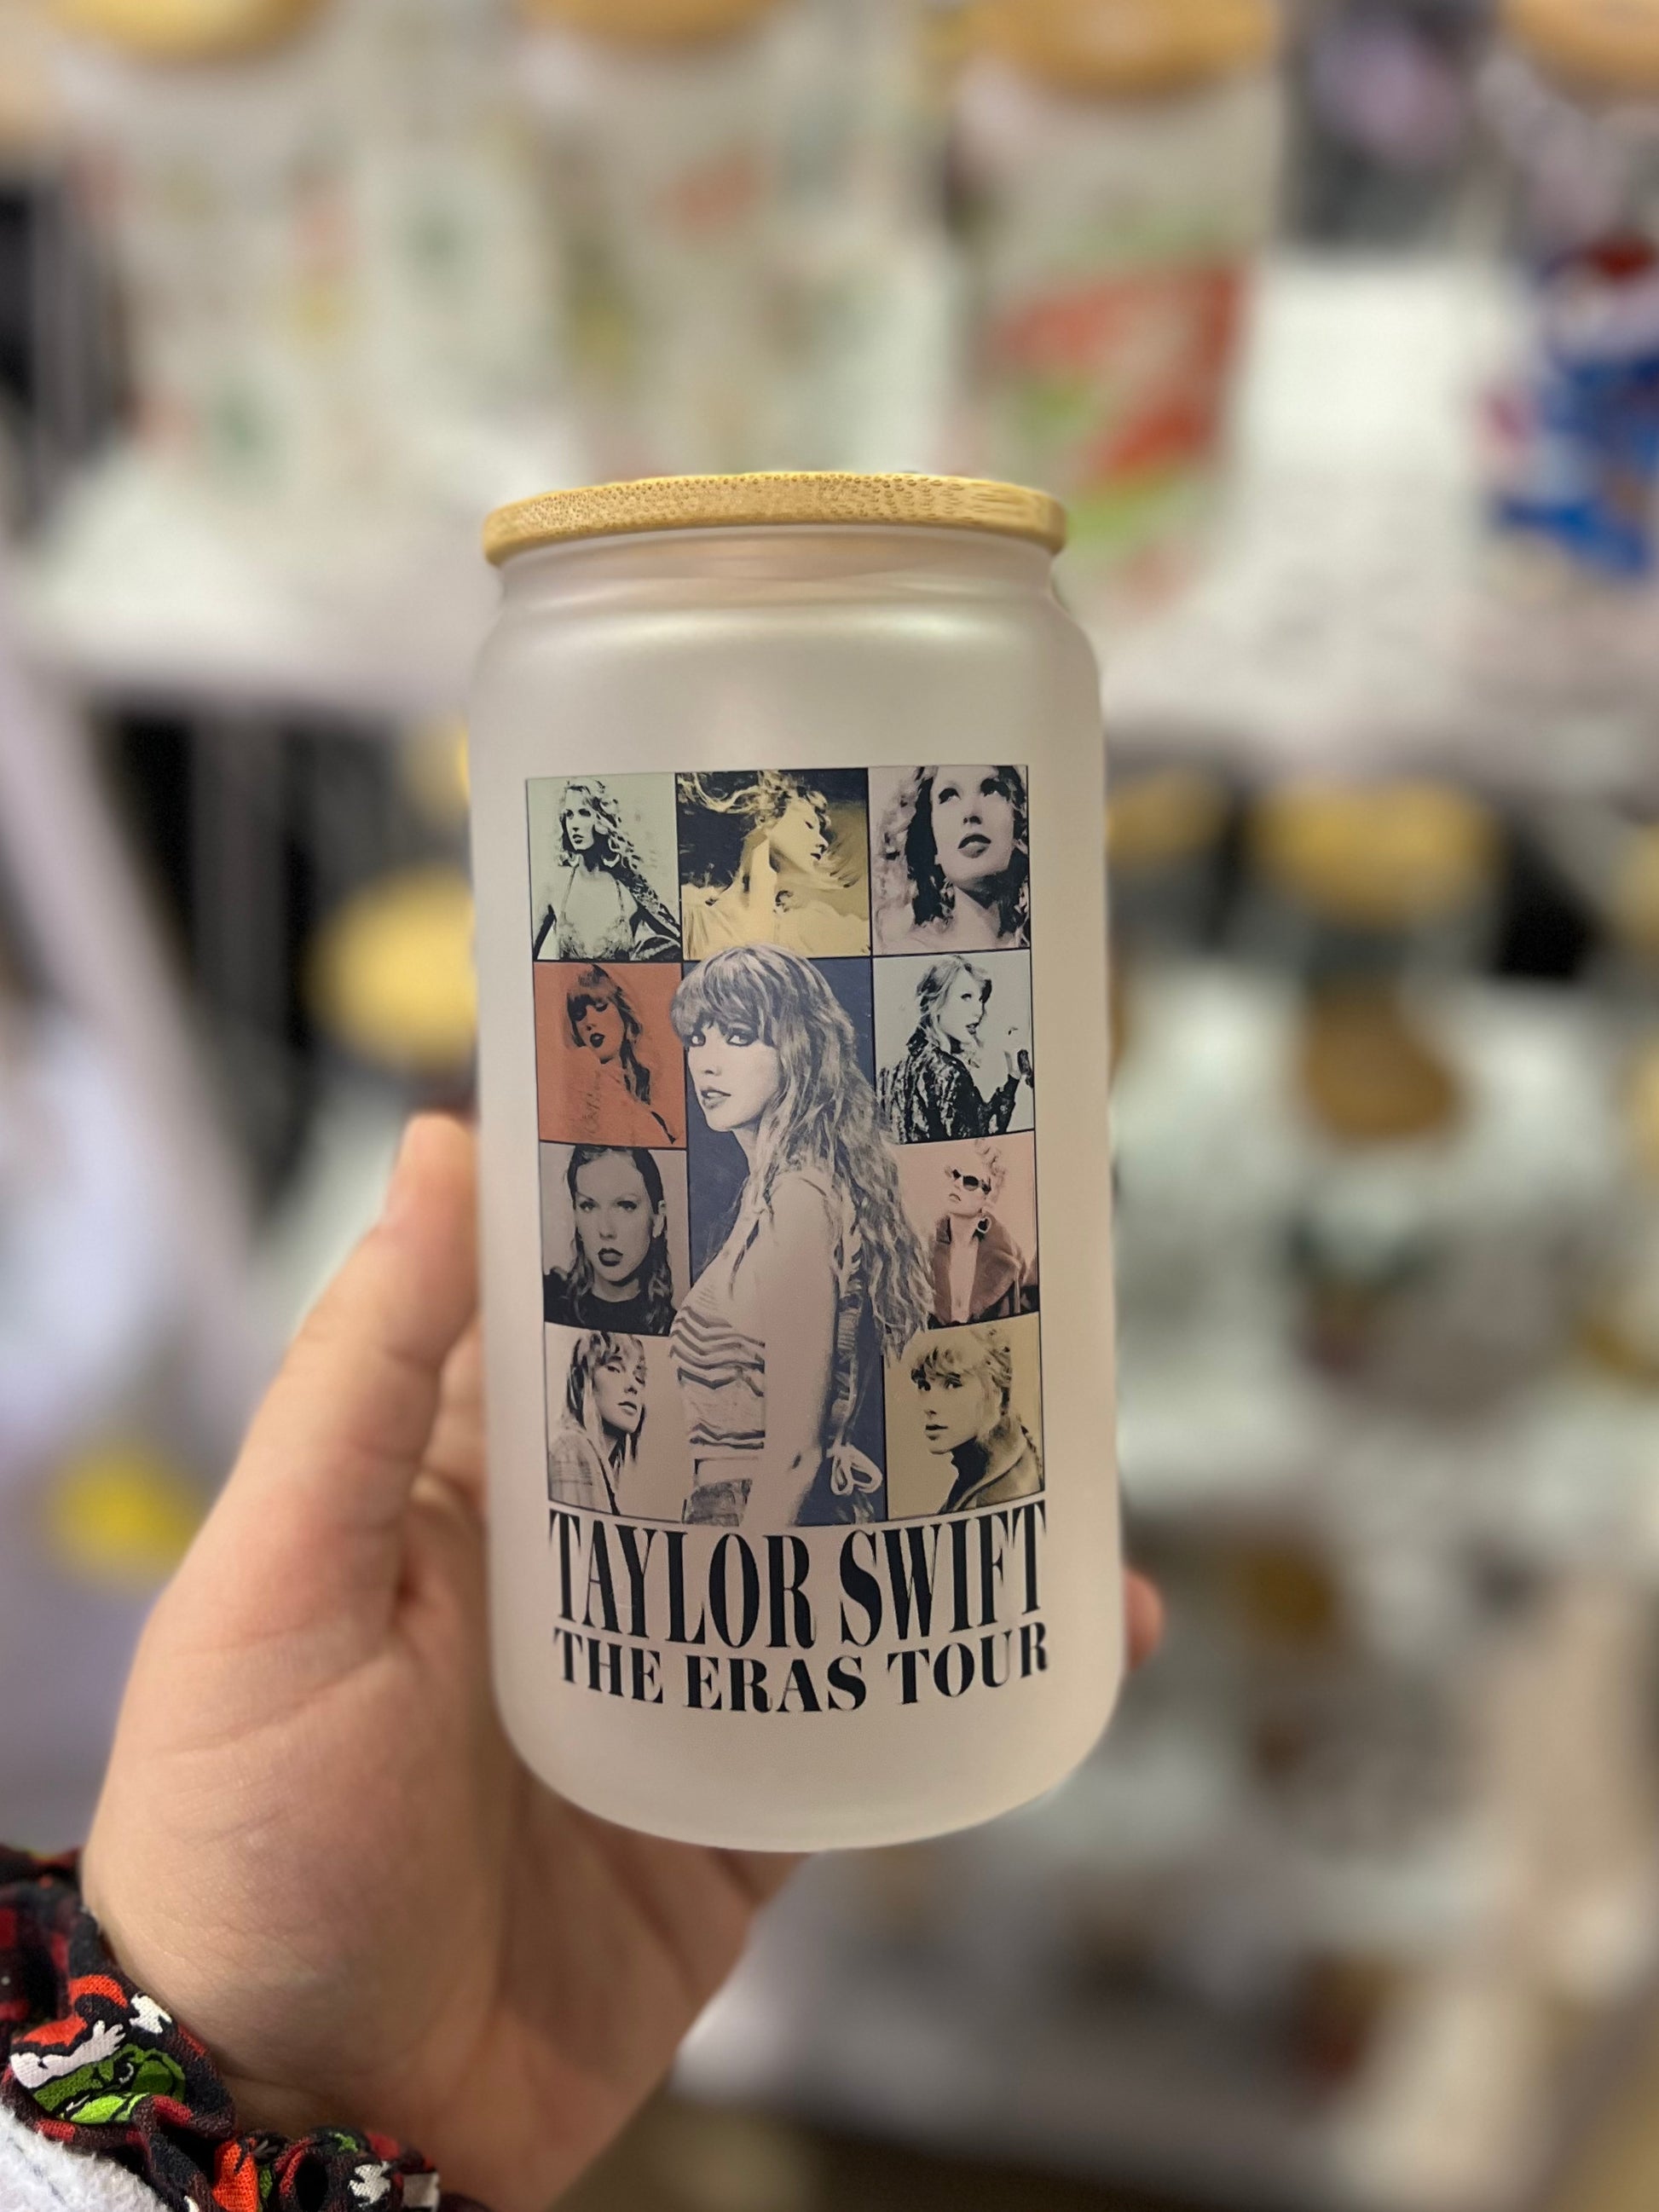 TAYLOR SWIFT
THE ERAS TOUR